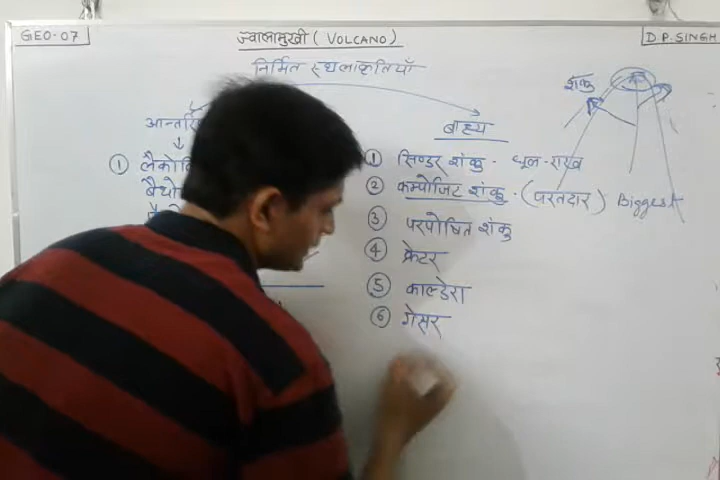 GEO-07
ज्वालामुखी (VOLCANO)
D.P. SINGH
निर्मित स्थलाकृतियाँ
शंकु
बाह्य
① 
① सिण्डर शंकु - धूल-राख
② कम्पोजिट शंकु - (परतदार) Biggest
③ परपोषित शंकु
④ क्रेटर
⑤ काल्डेरा
⑥ गेसर